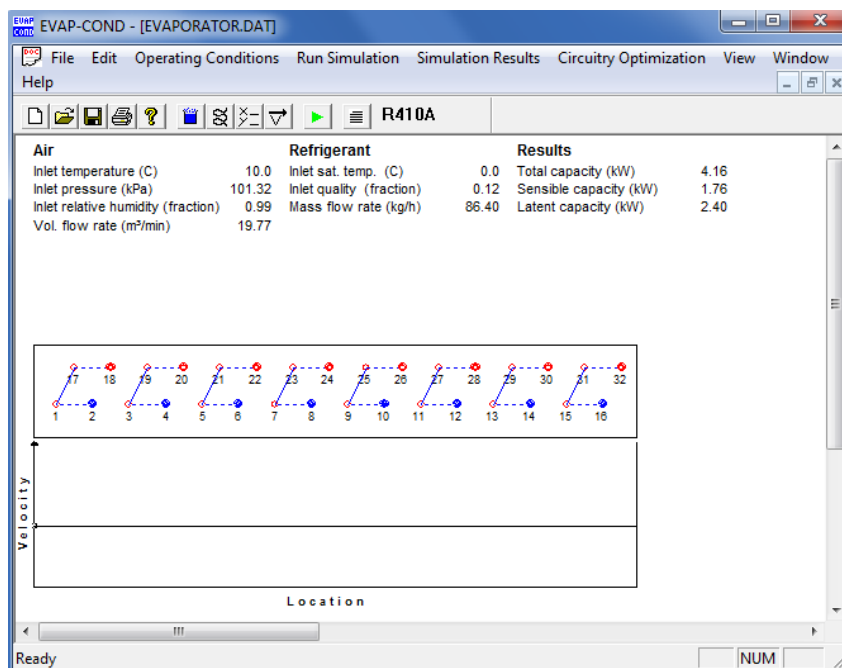 EVAP-COND - [EVAPORATOR.DAT]
File Edit Operating Conditions Run Simulation Simulation Results Circuitry Optimization View Window
Help
R410A
Air Refrigerant Results
Inlet temperature (C) 10.0 Inlet sat. temp. (C) 0.0 Total capacity (kW) 4.16
Inlet pressure (kPa) 101.32 Inlet quality (fraction) 0.12 Sensible capacity (kW) 1.76
Inlet relative humidity (fraction) 0.99 Mass flow rate (kg/h) 86.40 Latent capacity (kW) 2.40
Vol. flow rate (m³/min) 19.77
17 18 19 20 21 22 23 24 25 26 27 28 29 30 31 32
1 2 3 4 5 6 7 8 9 10 11 12 13 14 15 16
Velocity
Location
Ready NUM